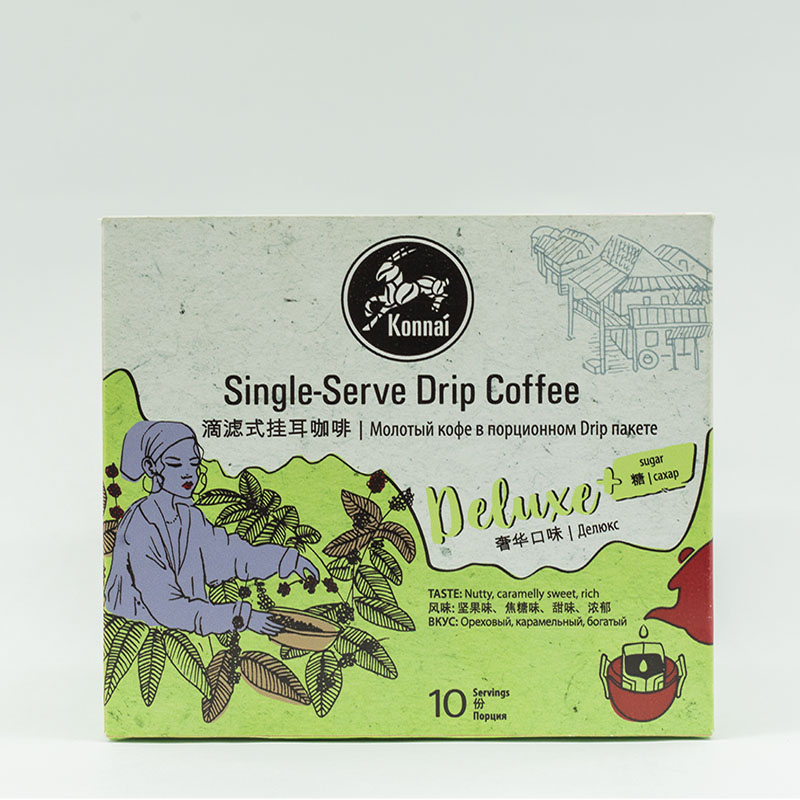 Konnai
Single-Serve Drip Coffee
滴滤式挂耳咖啡 | Молотый кофе в порционном Drip пакете
Deluxe+
sugar
糖 | сахар
奢华口味 | Делюкс
TASTE: Nutty, caramelly sweet, rich
风味: 坚果味、焦糖味、甜味、浓郁
ВКУС: Ореховый, карамельный, богатый
10 Servings
份
Порция